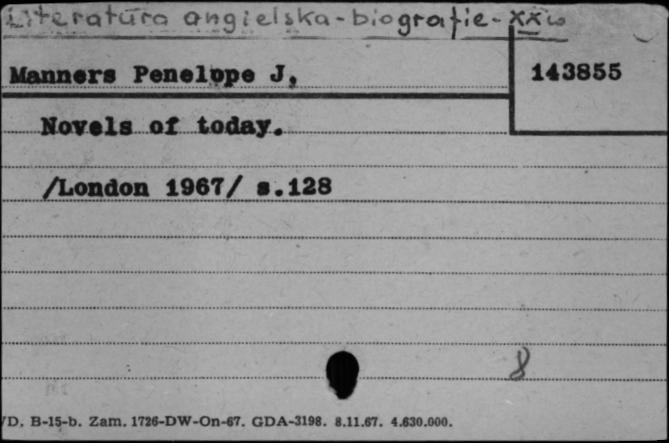 Literatura angielska - biografie - XX w
Manners Penelope J,
143855
Novels of today.
/London 1967/ s.128
8
/D. B-15-b. Zam. 1726-DW-On-67. GDA-3198. 8.11.67. 4.630.000.